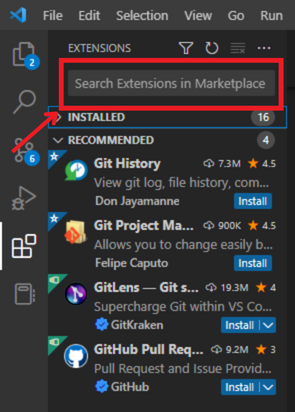 File Edit Selection View Go Run
EXTENSIONS
2
Search Extensions in Marketplace
INSTALLED 16
RECOMMENDED 4
6
Git History 7.3M 4.5
View git log, file history, com...
Don Jayamanne Install
Git Project Ma... 900K 4.5
Allows you to change easily b...
Felipe Caputo Install
GitLens — Git s... 19.3M 4
Supercharge Git within VS Co...
GitKraken Install
GitHub Pull Req... 9.2M 3
Pull Request and Issue Provid...
GitHub Install